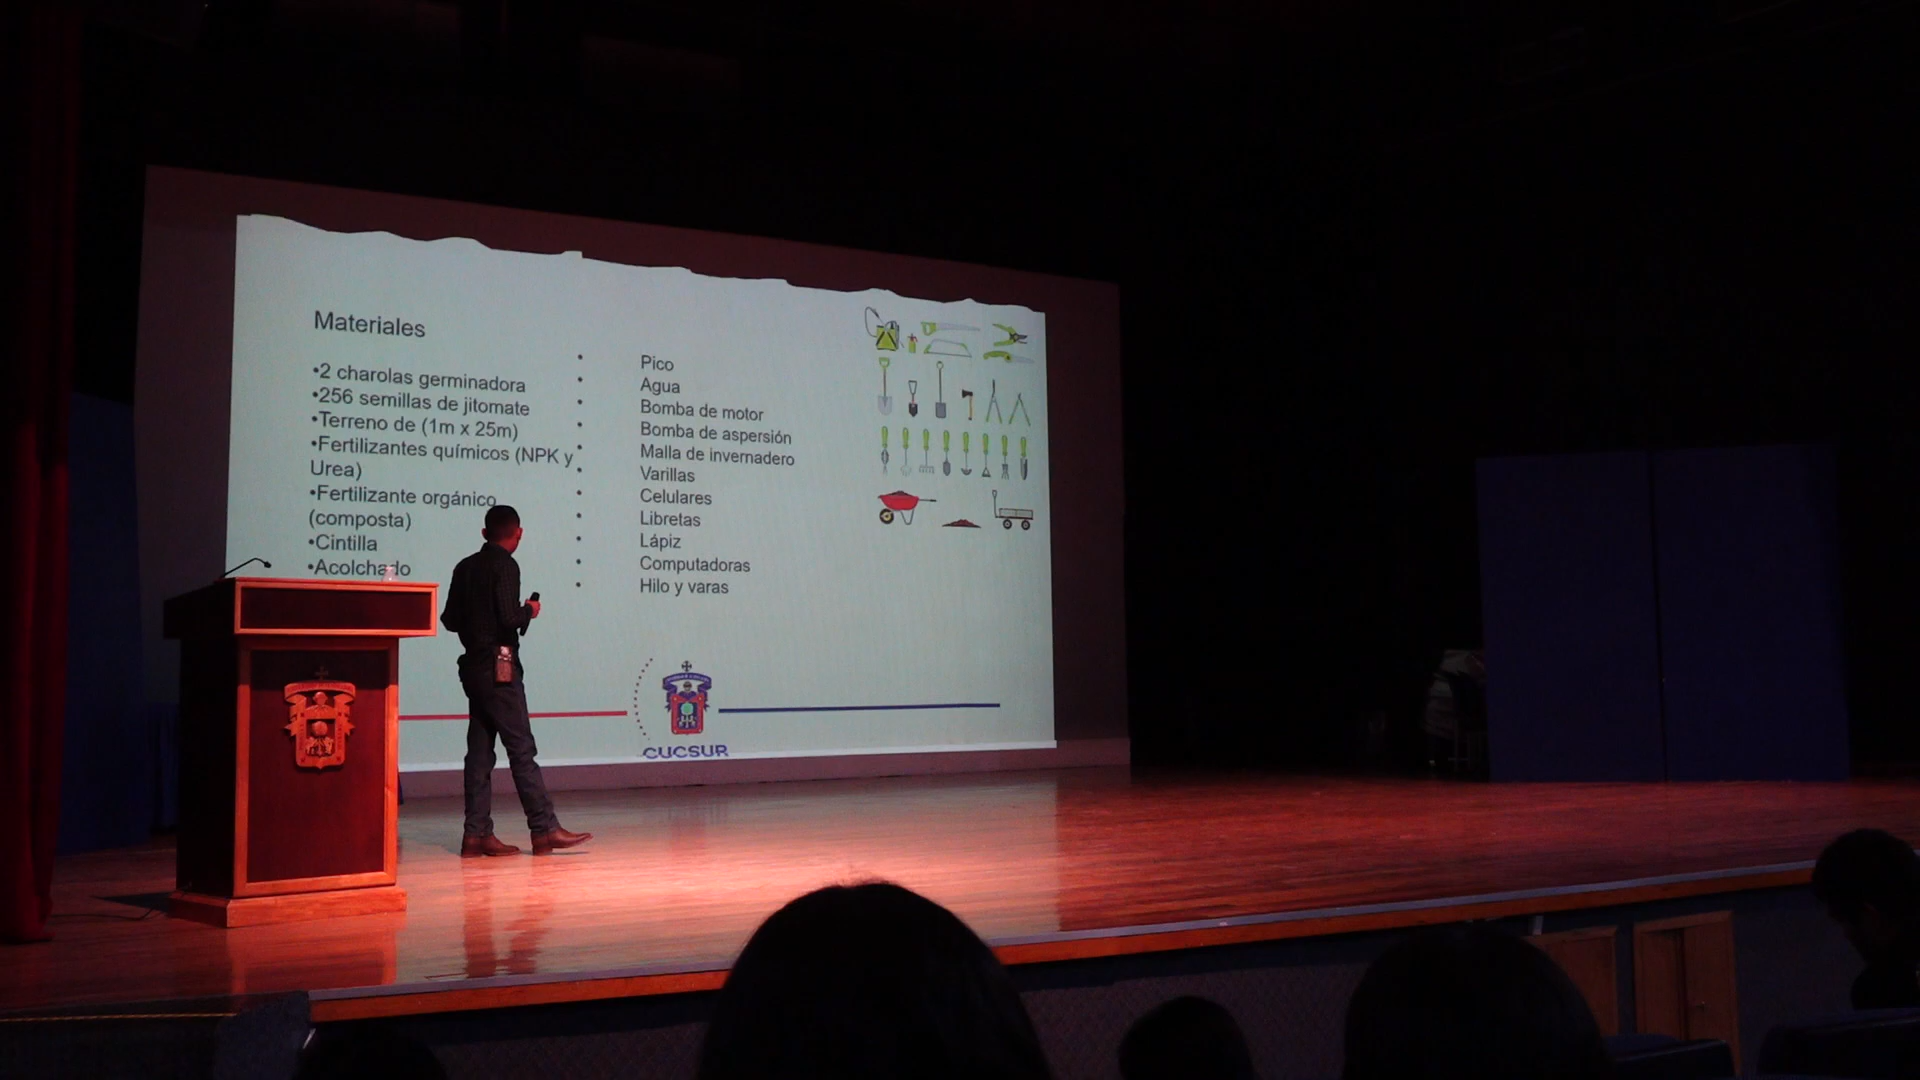 Materiales
•2 charolas germinadora
•256 semillas de jitomate
•Terreno de (1m x 25m)
•Fertilizantes químicos (NPK y
Urea)
•Fertilizante orgánico
(composta)
•Cintilla
•Acolchado
• Pico
• Agua
• Bomba de motor
• Bomba de aspersión
• Malla de invernadero
• Varillas
• Celulares
• Libretas
• Lápiz
• Computadoras
• Hilo y varas
CUCSUR